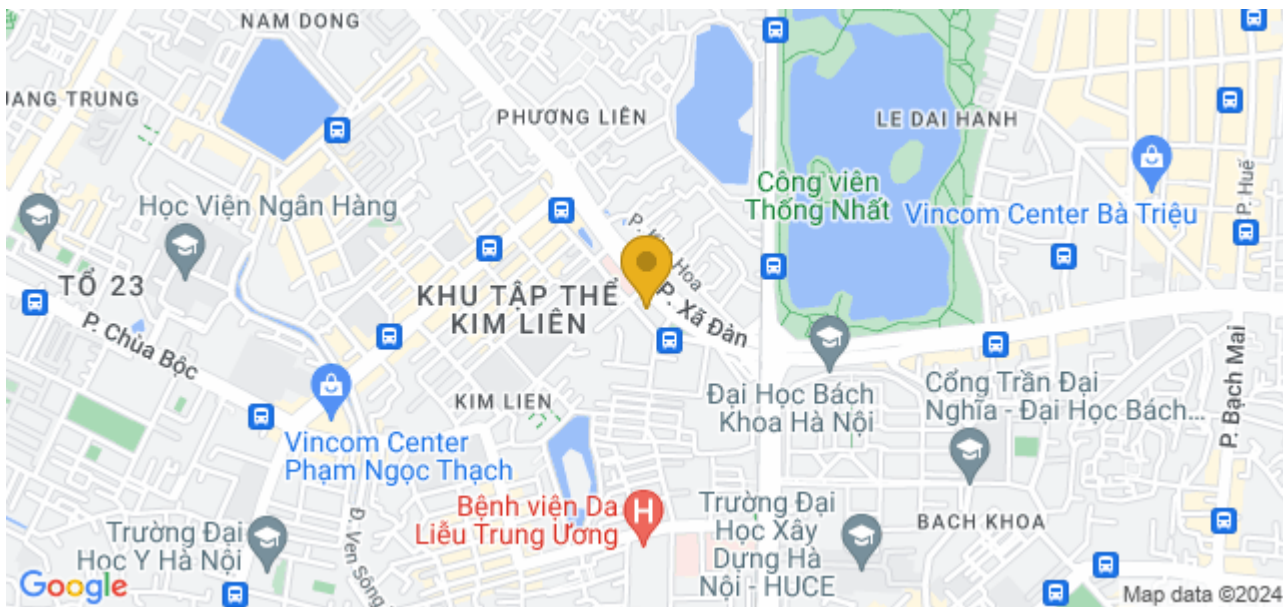 NAM DONG
UANG TRUNG
PHƯƠNG LIÊN
LE DAI HANH
Công viên
Thống Nhất
Vincom Center Bà Triệu
P. Huế
Học Viện Ngân Hàng
TỔ 23
P. Chùa Bộc
KHU TẬP THỂ
KIM LIÊN
Hoa
P. Xã Đàn
KIM LIEN
Vincom Center
Phạm Ngọc Thạch
Đại Học Bách
Khoa Hà Nội
Cổng Trần Đại
Nghĩa - Đại Học Bách...
P. Bạch Mai
Bệnh viện Da
Liễu Trung Ương
H
Trường Đại
Học Xây
Dựng Hà
Nội - HUCE
BACH KHOA
Trường Đại
Học Y Hà Nội
Đ. Ven Sông
Google
Map data ©2024